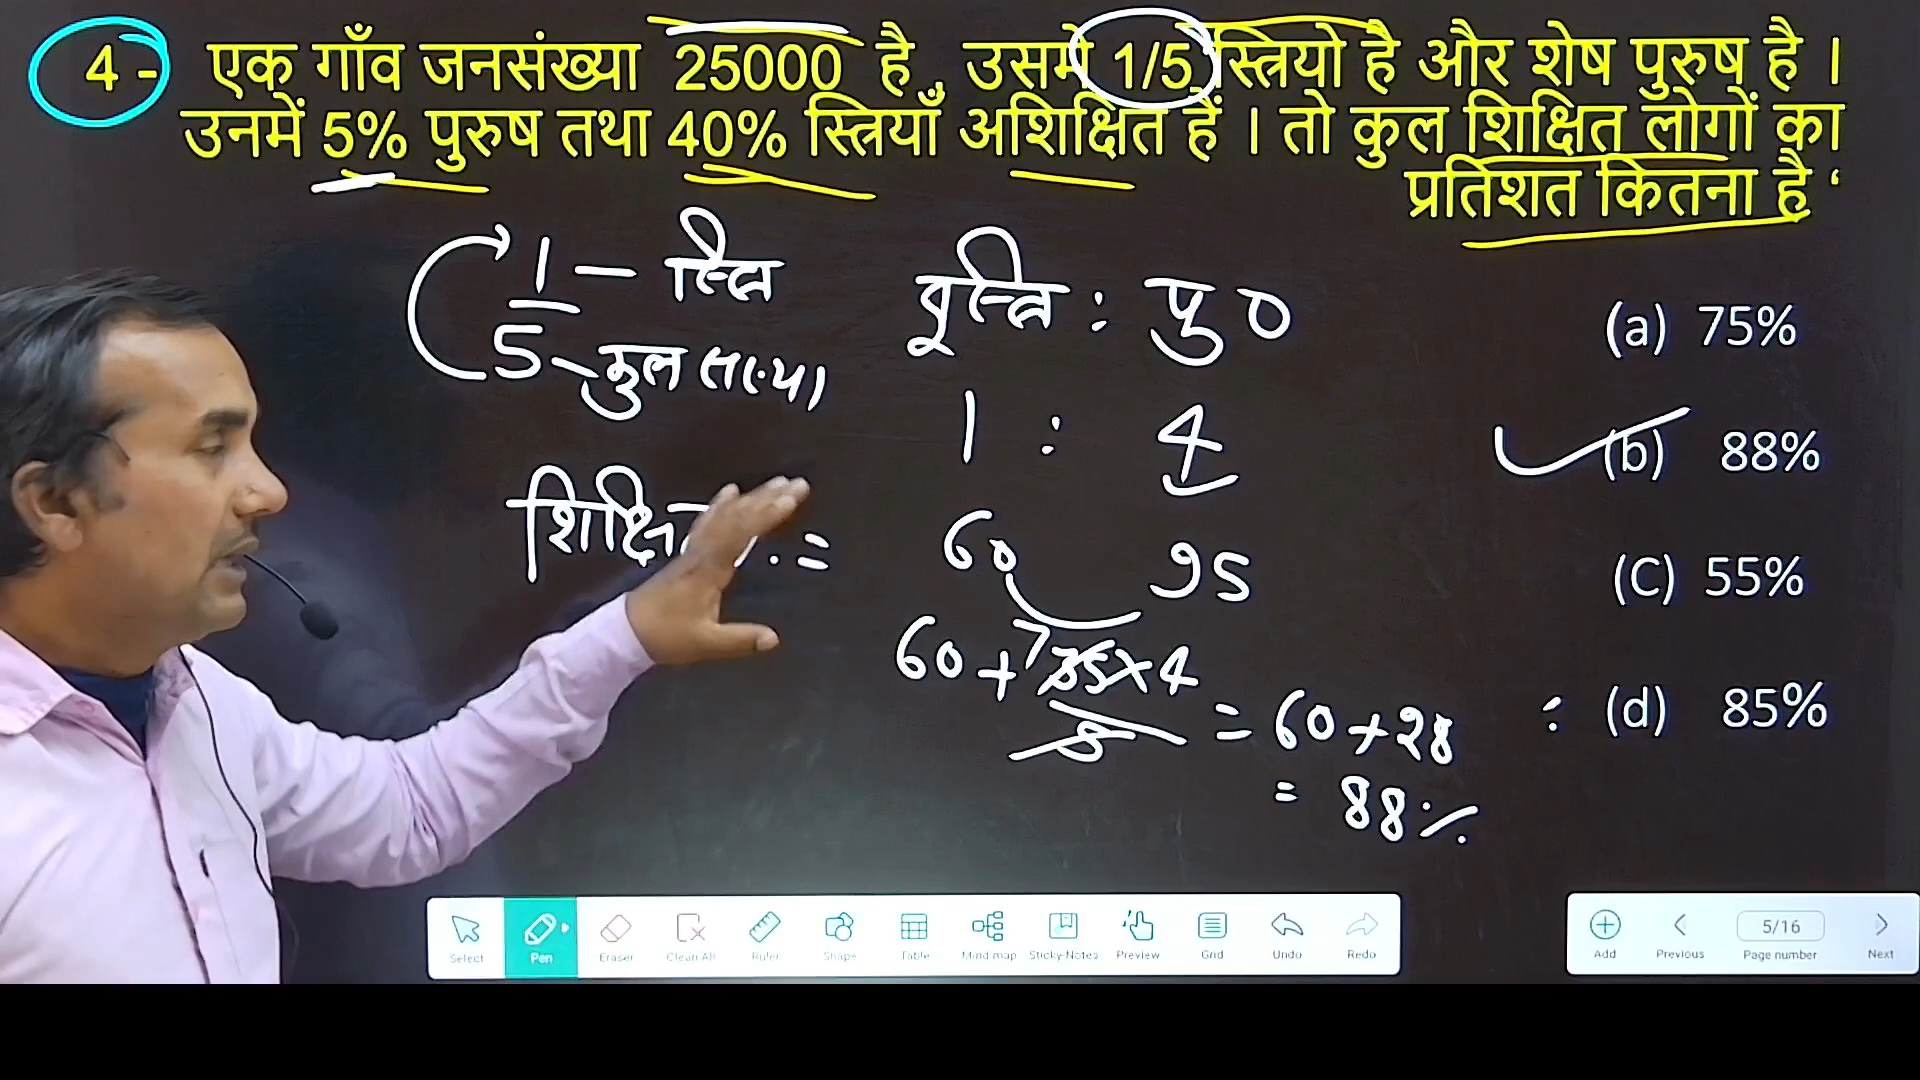 4 - एक गाँव जनसंख्या 25000 है , उसमे 1/5 स्त्रियो है और शेष पुरुष है ।
उनमें 5% पुरुष तथा 40% स्त्रियाँ अशिक्षित हैं । तो कुल शिक्षित लोगों का
प्रतिशत कितना है ‘
1 — स्त्रि
5 -
: पु०
1 : 4
=
60 95
60 + 7 35 × 4
5
= 60 + 28
= 88%
(a) 75%
(b) 88%
(C) 55%
(d) 85%
Select Pen Eraser Clean All Ruler Shape Table Mind map Sticky-Notes Preview Grid Undo Redo
5/16
Add Previous Page number Next